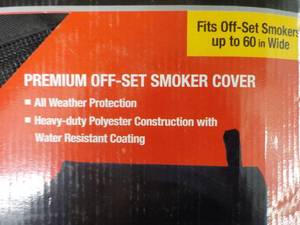 Fits Off-Set Smokers
up to 60 in Wide
PREMIUM OFF-SET SMOKER COVER
▪ All Weather Protection
▪ Heavy-duty Polyester Construction with
Water Resistant Coating